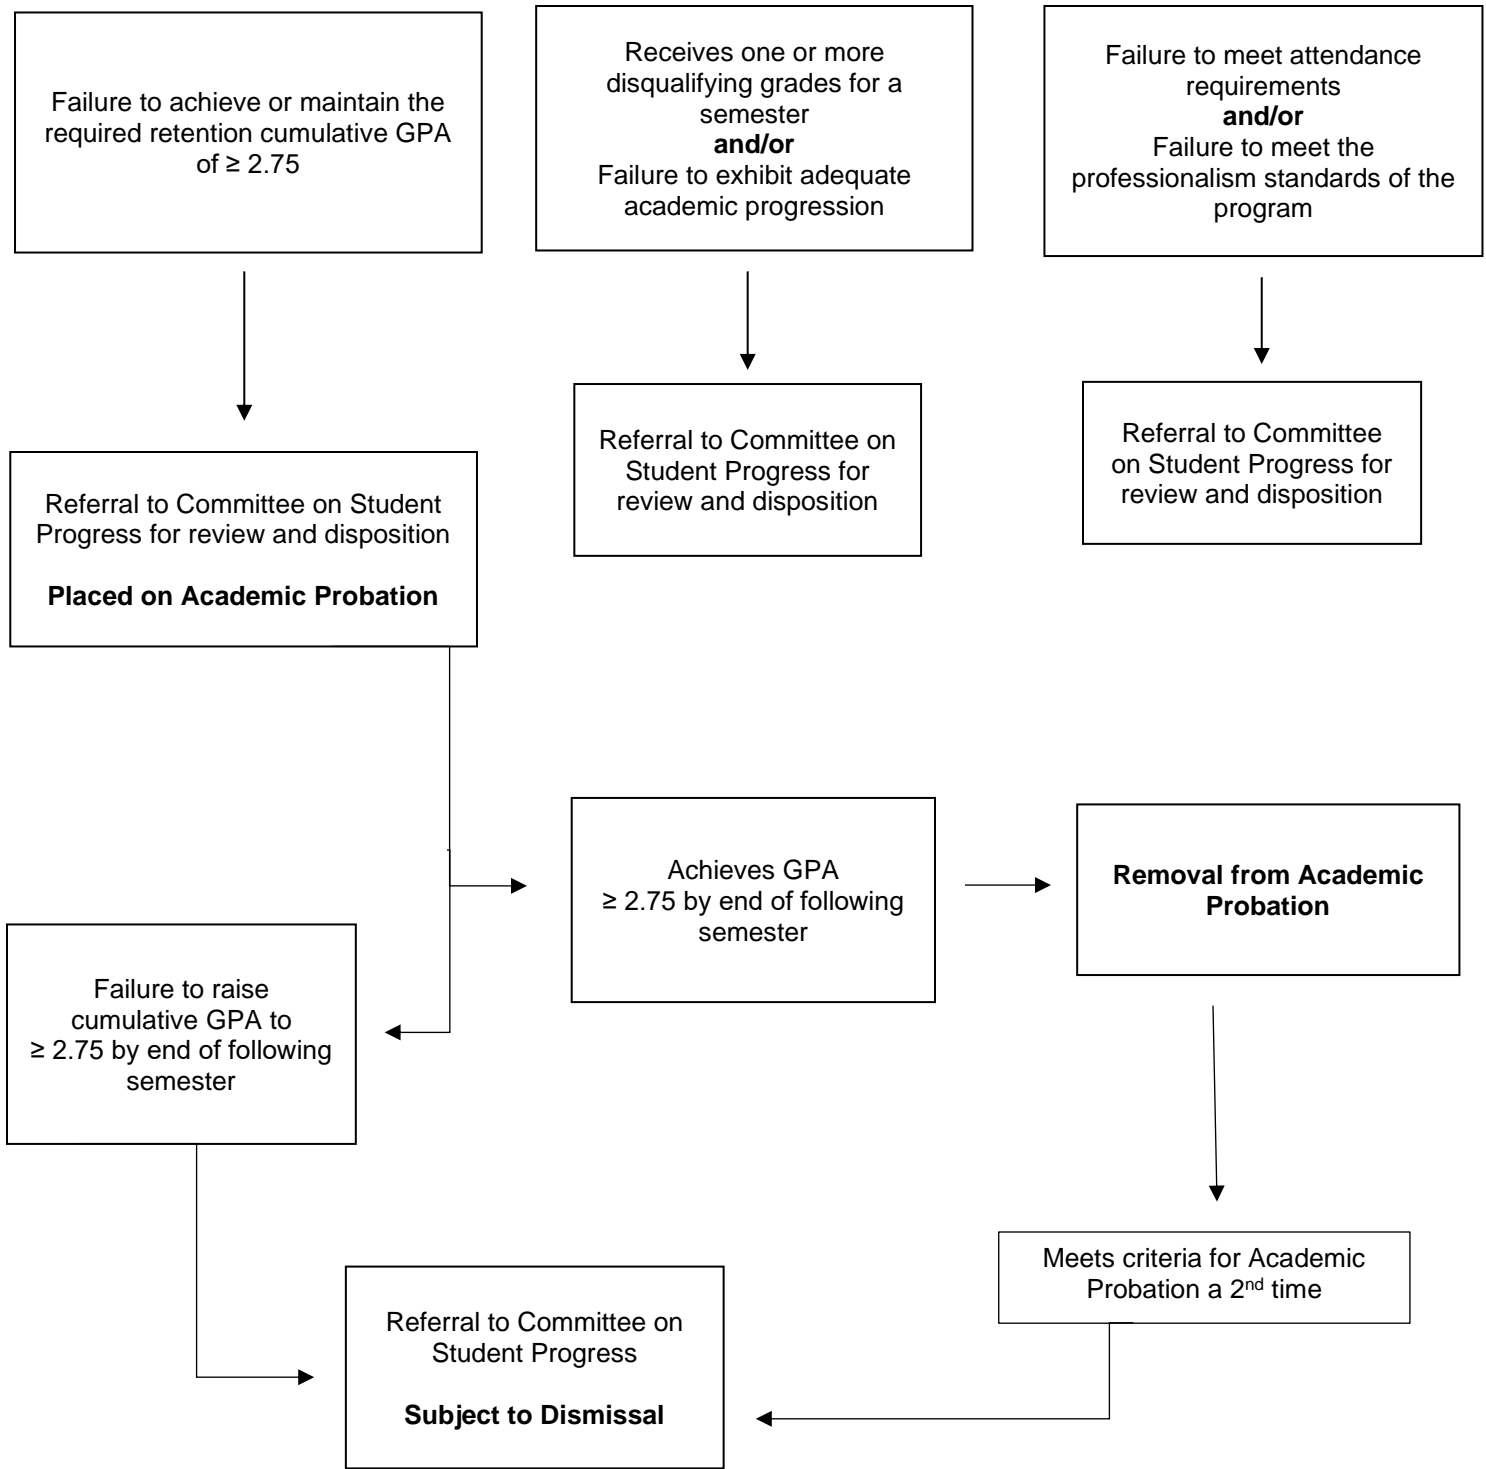 Failure to achieve or maintain the
required retention cumulative GPA
of ≥ 2.75
Receives one or more
disqualifying grades for a
semester
and/or
Failure to exhibit adequate
academic progression
Failure to meet attendance
requirements
and/or
Failure to meet the
professionalism standards of the
program
Referral to Committee on Student
Progress for review and disposition
Placed on Academic Probation
Referral to Committee on
Student Progress for
review and disposition
Referral to Committee
on Student Progress for
review and disposition
Achieves GPA
≥ 2.75 by end of following
semester
Removal from Academic
Probation
Failure to raise
cumulative GPA to
≥ 2.75 by end of following
semester
Meets criteria for Academic
Probation a 2nd time
Referral to Committee on
Student Progress
Subject to Dismissal